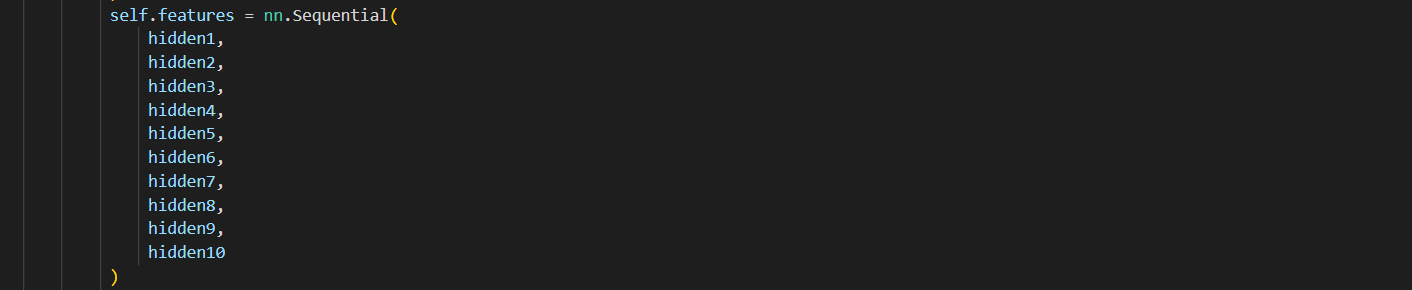 self.features = nn.Sequential(
hidden1,
hidden2,
hidden3,
hidden4,
hidden5,
hidden6,
hidden7,
hidden8,
hidden9,
hidden10
)